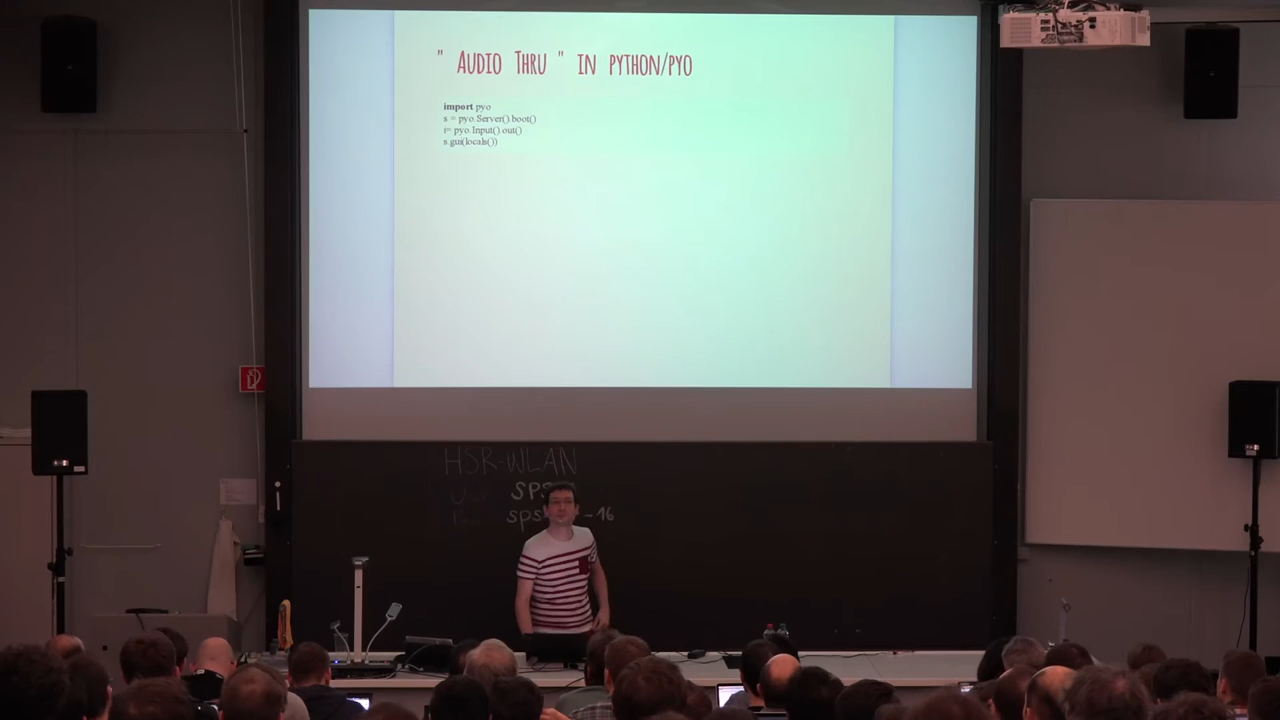 " AUDIO THRU " IN PYTHON/PYO
import pyo
s = pyo.Server().boot()
i= pyo.Input().out()
s.gui(locals())
HSR-WLAN
sps
sps
-16